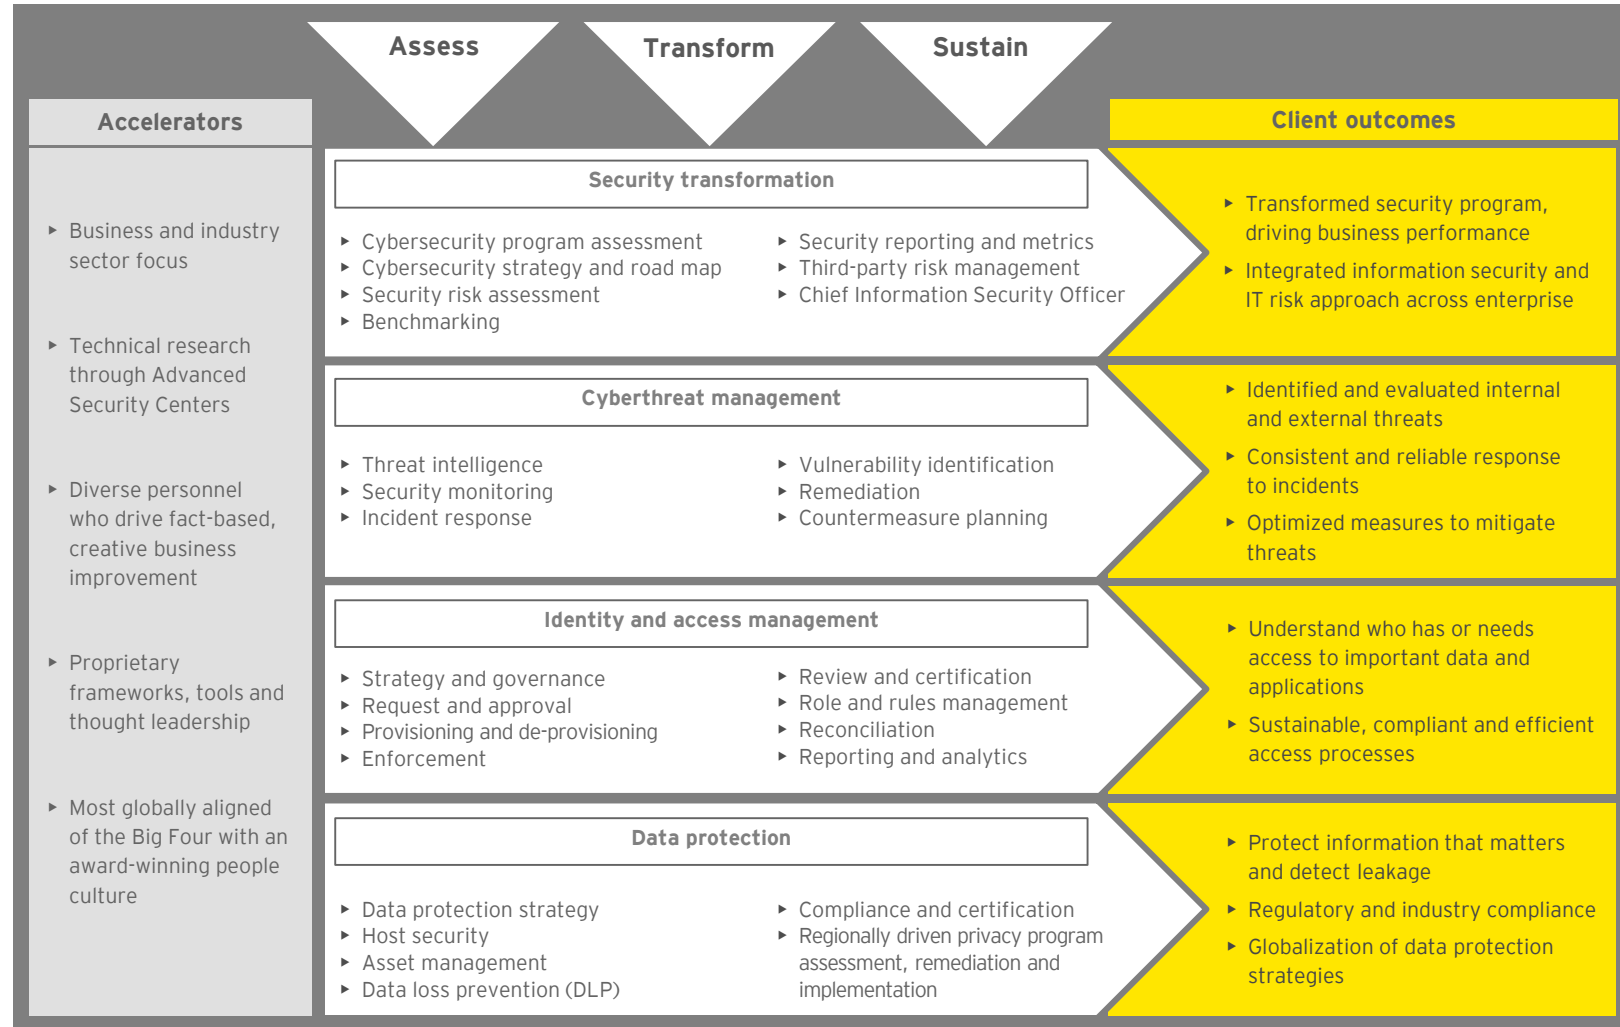 Assess
Transform
Sustain
Accelerators
▸ Business and industry
sector focus
▸ Technical research
through Advanced
Security Centers
▸ Diverse personnel
who drive fact-based,
creative business
improvement
▸ Proprietary
frameworks, tools and
thought leadership
▸ Most globally aligned
of the Big Four with an
award-winning people
culture
Security transformation
▸ Cybersecurity program assessment
▸ Cybersecurity strategy and road map
▸ Security risk assessment
▸ Benchmarking
▸ Security reporting and metrics
▸ Third-party risk management
▸ Chief Information Security Officer
Cyberthreat management
▸ Threat intelligence
▸ Security monitoring
▸ Incident response
▸ Vulnerability identification
▸ Remediation
▸ Countermeasure planning
Identity and access management
▸ Strategy and governance
▸ Request and approval
▸ Provisioning and de-provisioning
▸ Enforcement
▸ Review and certification
▸ Role and rules management
▸ Reconciliation
▸ Reporting and analytics
Data protection
▸ Data protection strategy
▸ Host security
▸ Asset management
▸ Data loss prevention (DLP)
▸ Compliance and certification
▸ Regionally driven privacy program
assessment, remediation and
implementation
Client outcomes
▸ Transformed security program,
driving business performance
▸ Integrated information security and
IT risk approach across enterprise
▸ Identified and evaluated internal
and external threats
▸ Consistent and reliable response
to incidents
▸ Optimized measures to mitigate
threats
▸ Understand who has or needs
access to important data and
applications
▸ Sustainable, compliant and efficient
access processes
▸ Protect information that matters
and detect leakage
▸ Regulatory and industry compliance
▸ Globalization of data protection
strategies